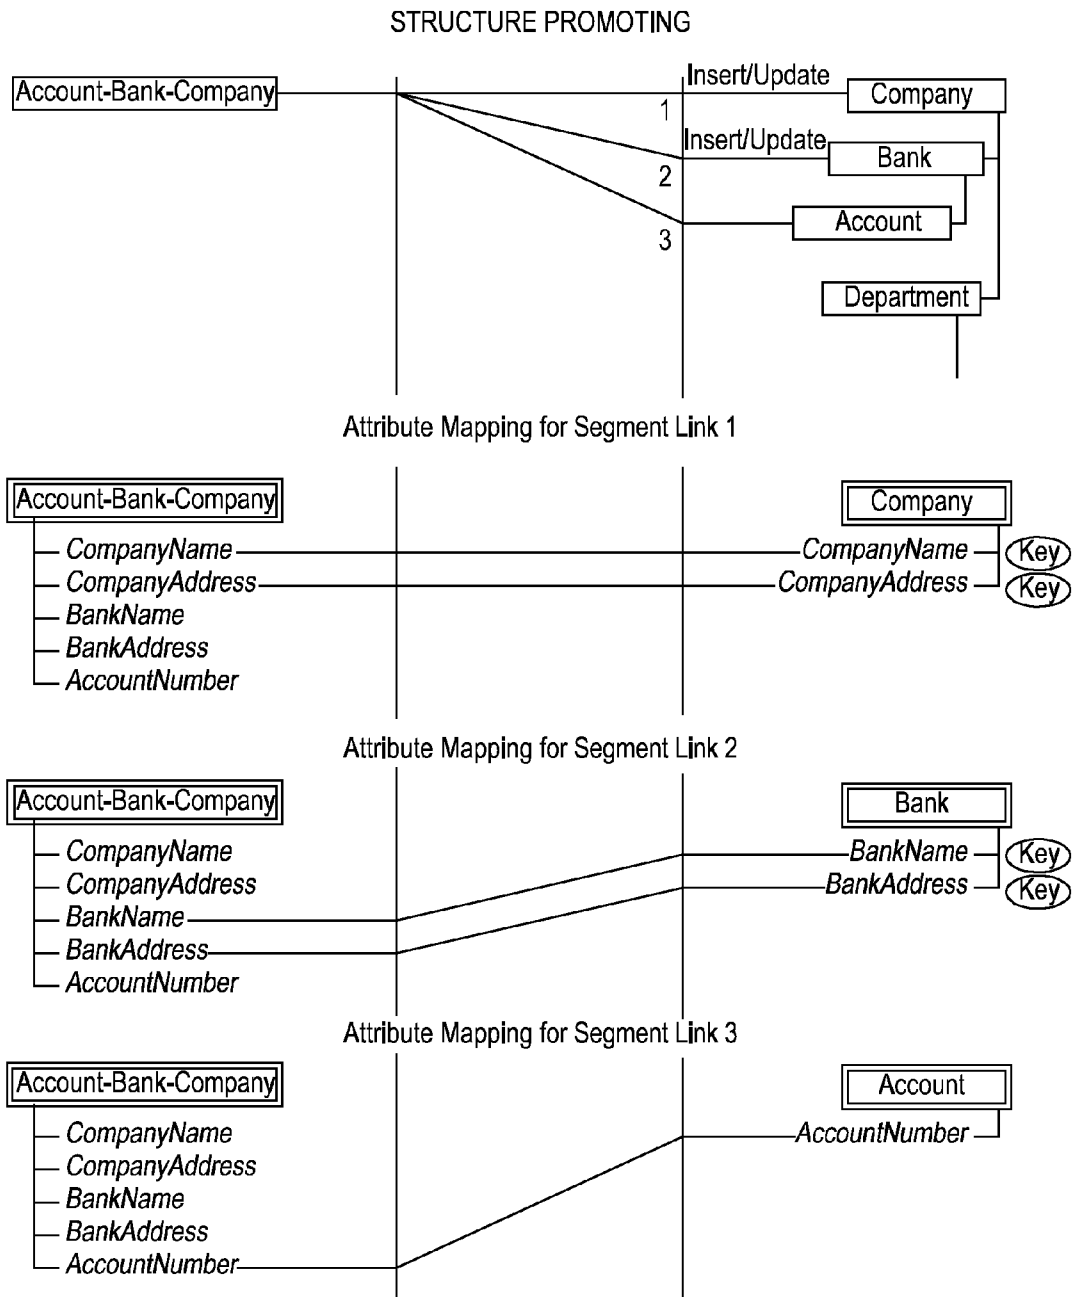 STRUCTURE PROMOTING
Account-Bank-Company
Insert/Update
Company
1
Insert/Update
Bank
2
Account
3
Department
Attribute Mapping for Segment Link 1
Account-Bank-Company
Company
CompanyName
CompanyName
Key
CompanyAddress
CompanyAddress
Key
BankName
BankAddress
AccountNumber
Attribute Mapping for Segment Link 2
Account-Bank-Company
Bank
CompanyName
BankName
Key
CompanyAddress
BankAddress
Key
BankName
BankAddress
AccountNumber
Attribute Mapping for Segment Link 3
Account-Bank-Company
Account
CompanyName
AccountNumber
CompanyAddress
BankName
BankAddress
AccountNumber